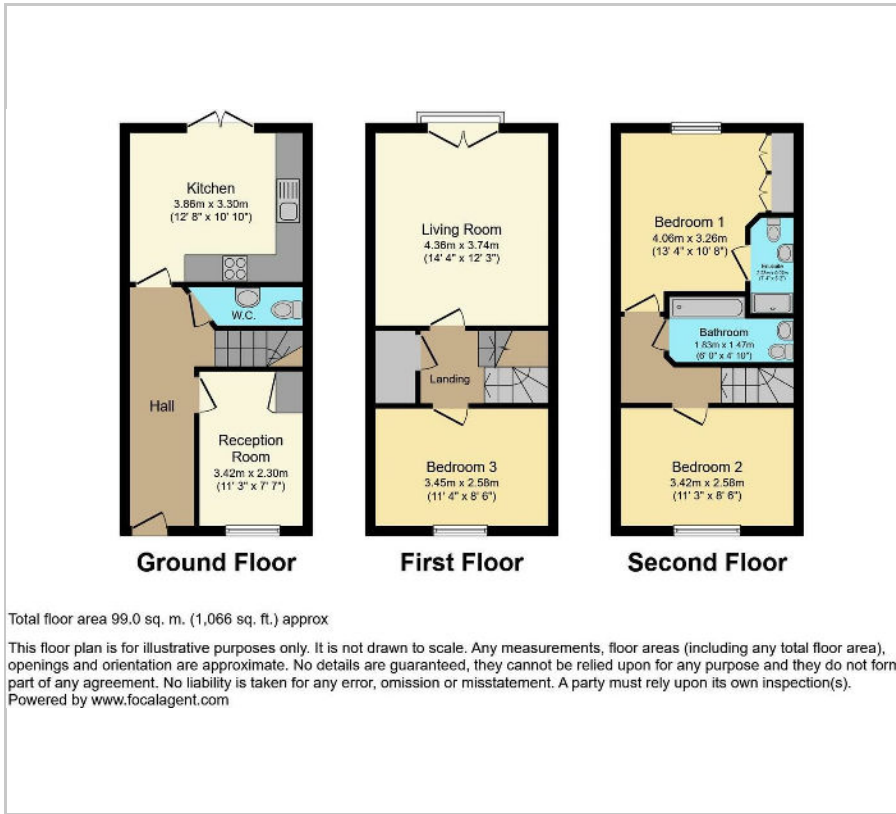 Kitchen
3.86m x 3.30m
(12' 8" x 10' 10")
W.C.
Hall
Reception
Room
3.42m x 2.30m
(11' 3" x 7' 7")
Ground Floor
Living Room
4.36m x 3.74m
(14' 4" x 12' 3")
Landing
Bedroom 3
3.45m x 2.58m
(11' 4" x 8' 6")
First Floor
Bedroom 1
4.06m x 3.26m
(13' 4" x 10' 8")
Bathroom
1.83m x 1.47m
(6' 0" x 4' 10")
Bedroom 2
3.42m x 2.58m
(11' 3" x 8' 6")
Second Floor
Total floor area 99.0 sq. m. (1,066 sq. ft.) approx
This floor plan is for illustrative purposes only. It is not drawn to scale. Any measurements, floor areas (including any total floor area),
openings and orientation are approximate. No details are guaranteed, they cannot be relied upon for any purpose and they do not form
part of any agreement. No liability is taken for any error, omission or misstatement. A party must rely upon its own inspection(s).
Powered by www.focalagent.com